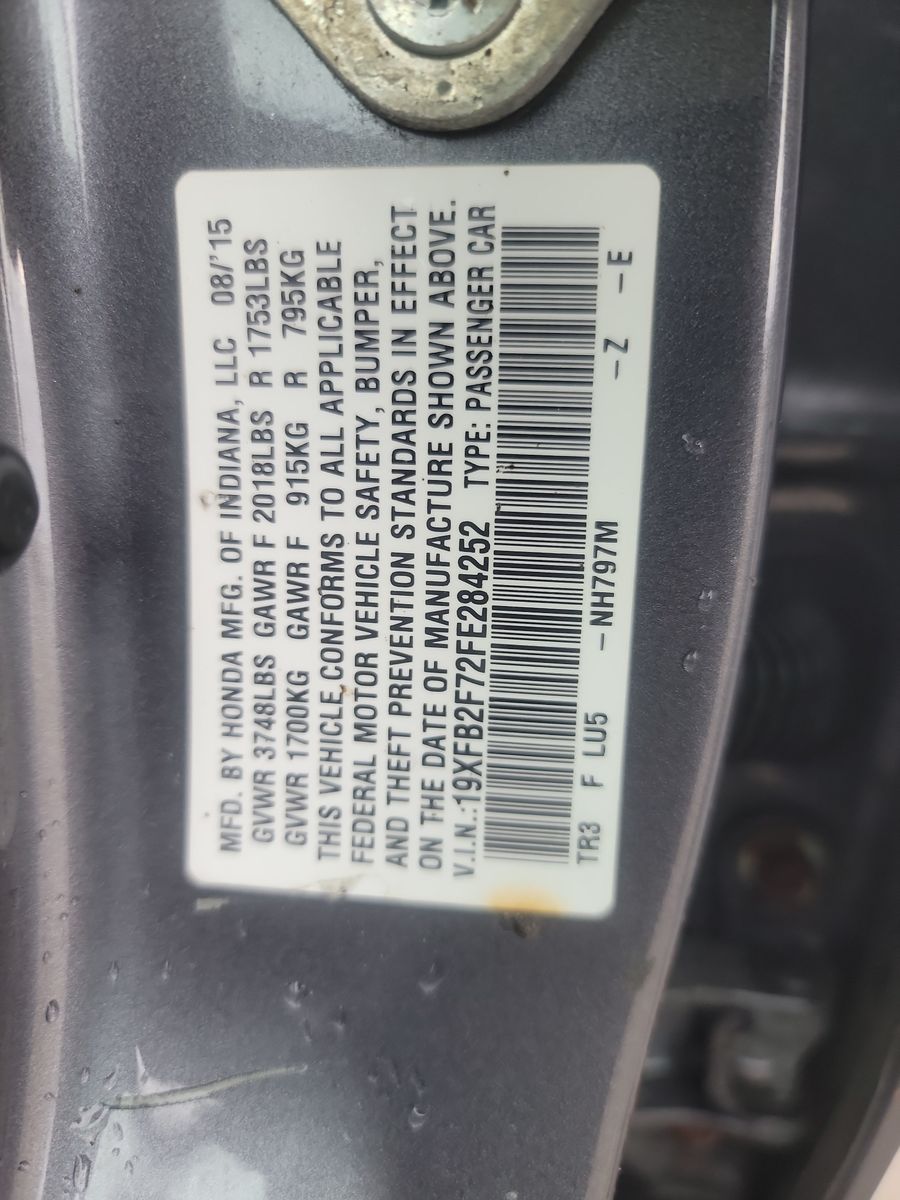 MFD. BY HONDA MFG. OF INDIANA, LLC 08/'15
GVWR 3748LBS GAWR F 2018LBS R 1753LBS
GVWR 1700KG GAWR F 915KG R 795KG
THIS VEHICLE CONFORMS TO ALL APPLICABLE
FEDERAL MOTOR VEHICLE SAFETY, BUMPER,
AND THEFT PREVENTION STANDARDS IN EFFECT
ON THE DATE OF MANUFACTURE SHOWN ABOVE.
V.I.N.:19XFB2F72FE284252 TYPE: PASSENGER CAR
TR3 F LU5 -NH797M -Z -E